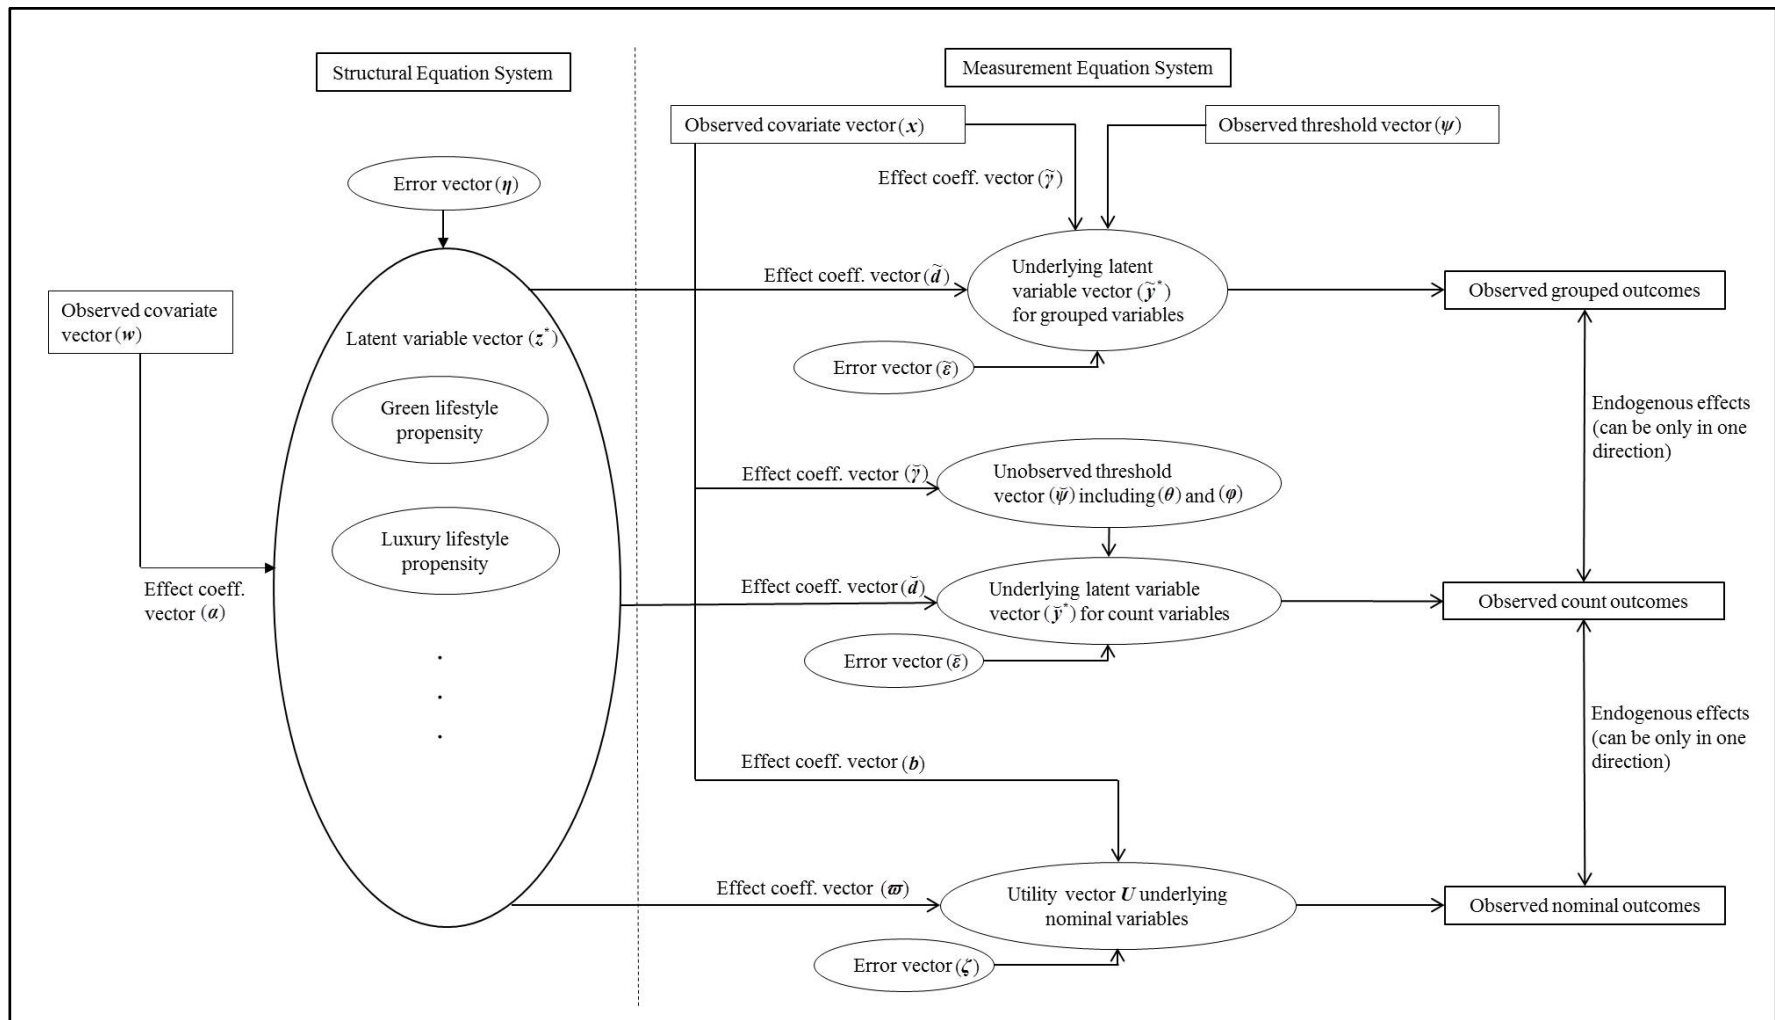 Structural Equation System
Measurement Equation System
Observed covariate vector (x)
Observed threshold vector (ψ)
Effect coeff. vector (γ̃)
Error vector (η)
Observed covariate
vector (w)
Effect coeff.
vector (α)
Latent variable vector (z*)
Green lifestyle
propensity
Luxury lifestyle
propensity
.
.
.
Effect coeff. vector (d̃)
Underlying latent
variable vector (ỹ*)
for grouped variables
Error vector (ε̃)
Observed grouped outcomes
Endogenous effects
(can be only in one
direction)
Effect coeff. vector (γ̆)
Unobserved threshold
vector (ψ̆) including (θ) and (φ)
Effect coeff. vector (d̆)
Underlying latent variable
vector (y̆*) for count variables
Error vector (ε̆)
Observed count outcomes
Endogenous effects
(can be only in one
direction)
Effect coeff. vector (b)
Effect coeff. vector (ϖ)
Utility vector U underlying
nominal variables
Error vector (ζ)
Observed nominal outcomes